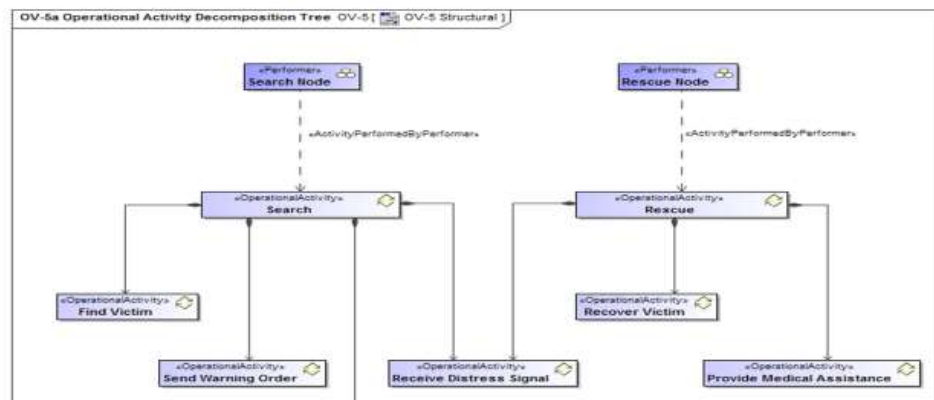 OV-5a Operational Activity Decomposition Tree OV-5 [ OV-5 Structural ]
«Performer»
Search Node
«Performer»
Rescue Node
«ActivityPerformedByPerformer»
«ActivityPerformedByPerformer»
«OperationalActivity»
Search
«OperationalActivity»
Rescue
«OperationalActivity»
Find Victim
«OperationalActivity»
Recover Victim
«OperationalActivity»
Send Warning Order
«OperationalActivity»
Receive Distress Signal
«OperationalActivity»
Provide Medical Assistance